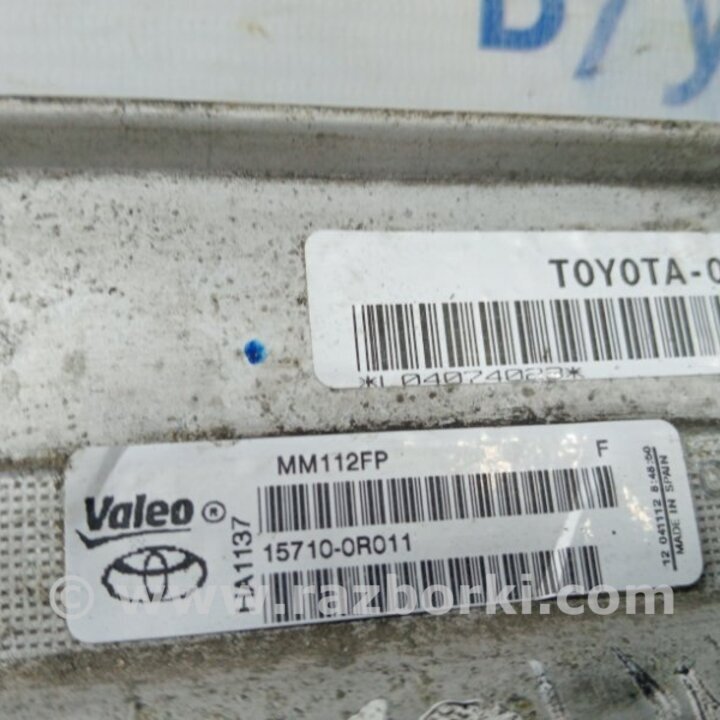 В/у
TOYOTA-0
*L04074023*
MM112FP F
Valeo ®
HA1137
15710-0R011
12 041112 8:48:50
MADE IN SPAIN
© www.razborki.com